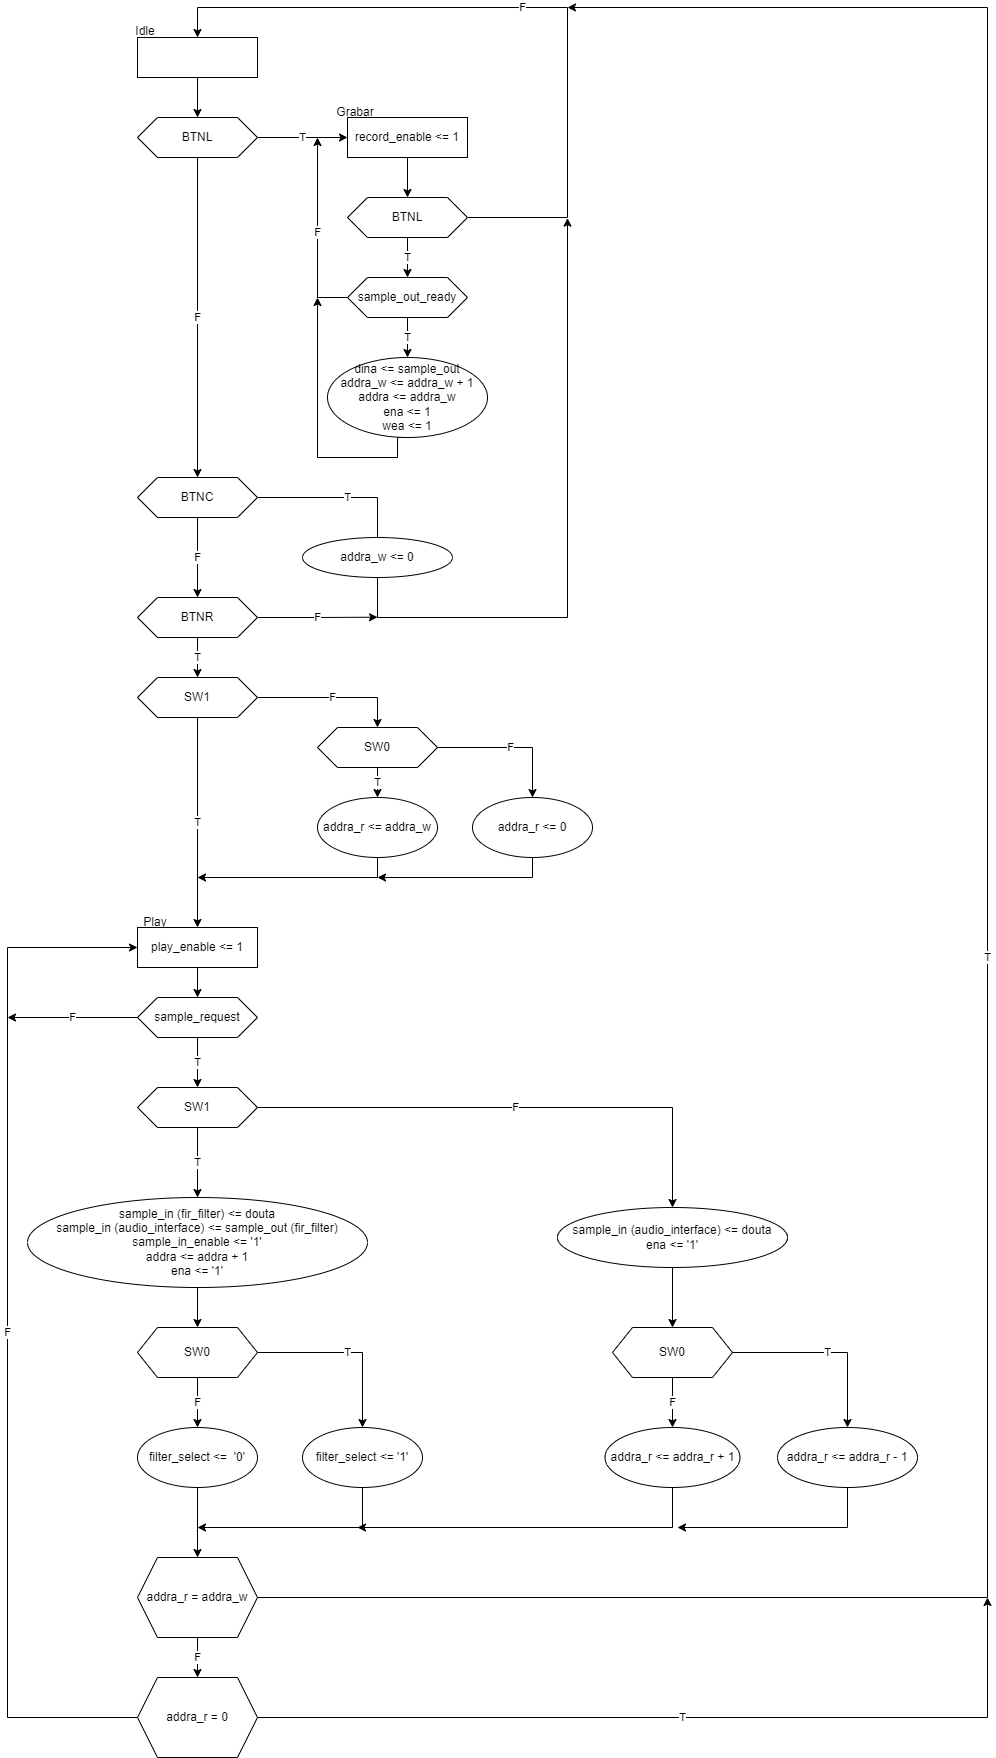 F
Idle
BTNL
T
Grabar
record_enable <= 1
BTNL
F
T
sample_out_ready
F
T
dina <= sample_out
addra_w <= addra_w + 1
addra <= addra_w
ena <= 1
wea <= 1
BTNC
T
F
addra_w <= 0
BTNR
F
T
SW1
F
SW0
F
T
T
addra_r <= addra_w
addra_r <= 0
Play
play_enable <= 1
T
sample_request
F
T
SW1
F
T
sample_in (fir_filter) <= douta
sample_in (audio_interface) <= sample_out (fir_filter)
sample_in_enable <= '1'
addra <= addra + 1
ena <= '1'
sample_in (audio_interface) <= douta
ena <= '1'
F
SW0
T
SW0
T
F
F
filter_select <= '0'
filter_select <= '1'
addra_r <= addra_r + 1
addra_r <= addra_r - 1
addra_r = addra_w
F
addra_r = 0
T